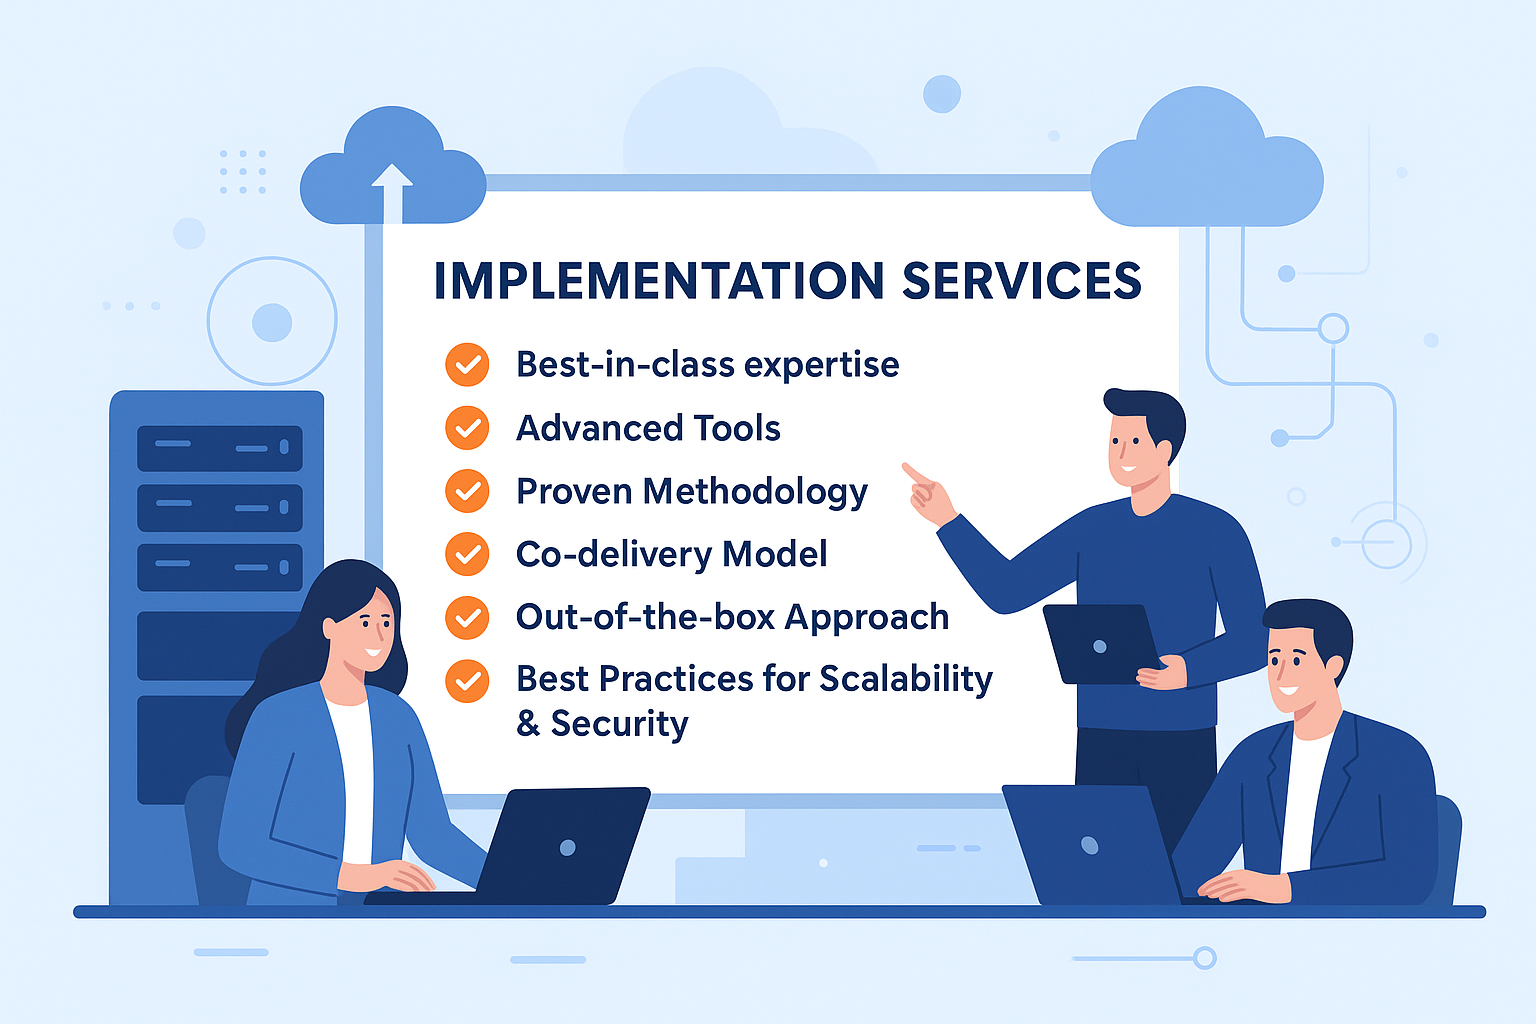 IMPLEMENTATION SERVICES
Best-in-class expertise
Advanced Tools
Proven Methodology
Co-delivery Model
Out-of-the-box Approach
Best Practices for Scalability
& Security